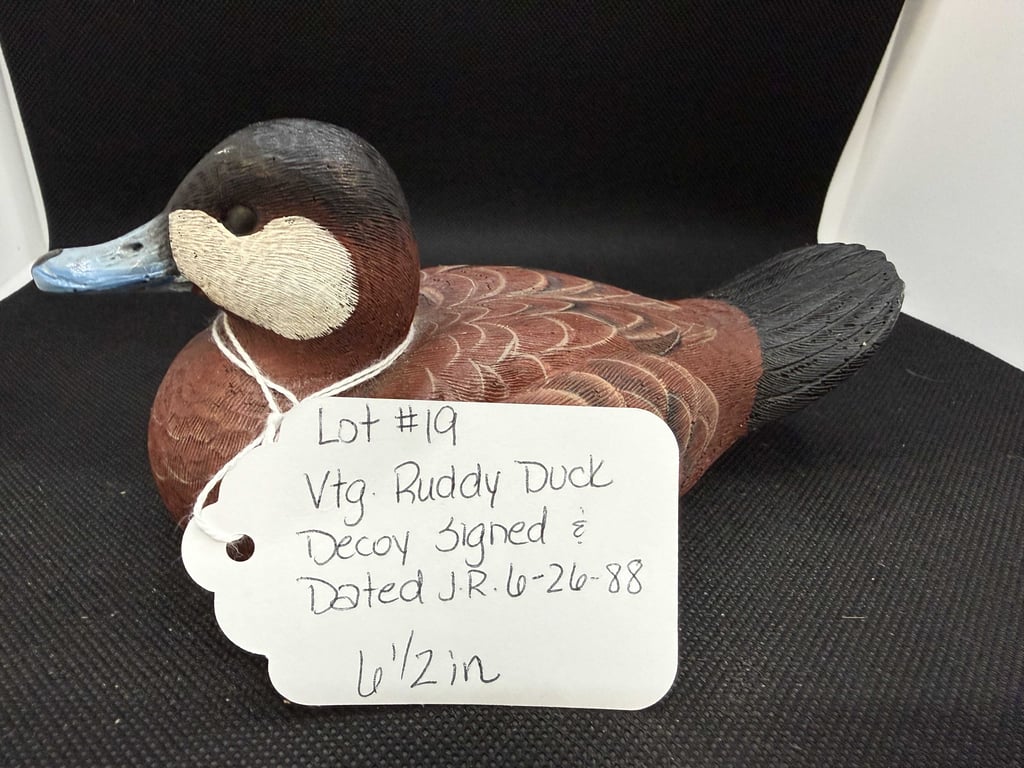 Lot #19
Vtg. Ruddy Duck
Decoy Signed &
Dated J.R. 6-26-88
6 1/2 in